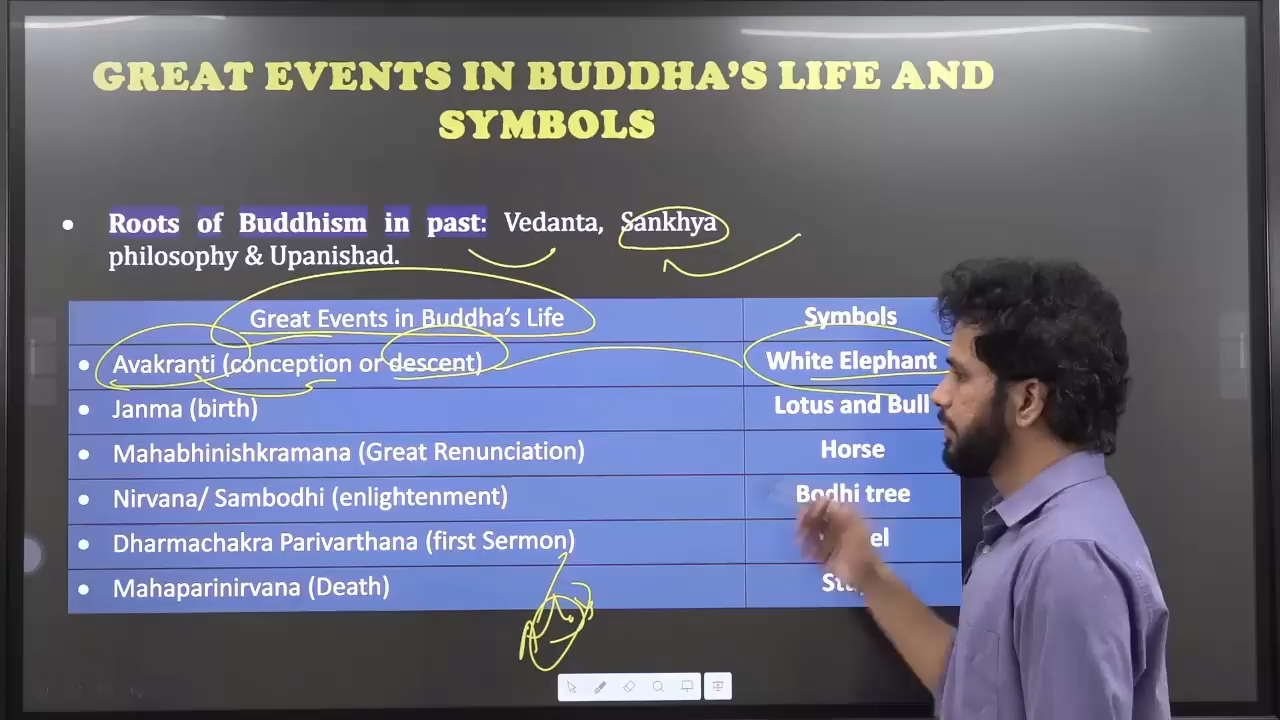 GREAT EVENTS IN BUDDHA'S LIFE AND
SYMBOLS
• Roots of Buddhism in past: Vedanta, Sankhya
philosophy & Upanishad.
Great Events in Buddha's Life Symbols
• Avakranti (conception or descent) White Elephant
• Janma (birth) Lotus and Bull
• Mahabhinishkramana (Great Renunciation) Horse
• Nirvana/ Sambodhi (enlightenment) Bodhi tree
• Dharmachakra Parivarthana (first Sermon)
• Mahaparinirvana (Death)